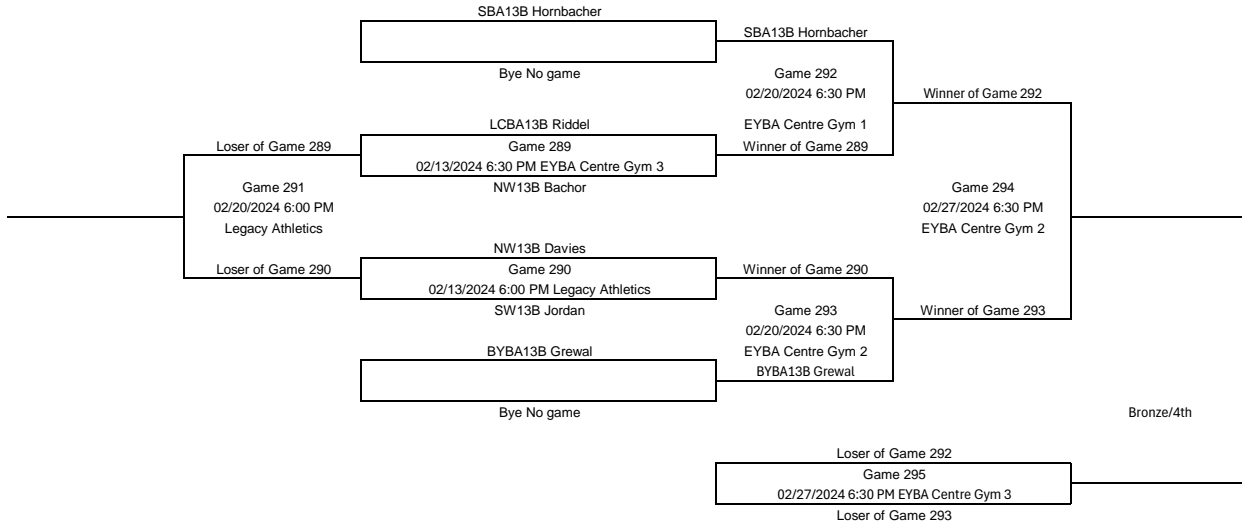 SBA13B Hornbacher
SBA13B Hornbacher
Bye No game
Game 292
02/20/2024 6:30 PM
Winner of Game 292
LCBA13B Riddel
EYBA Centre Gym 1
Loser of Game 289
Game 289
Winner of Game 289
02/13/2024 6:30 PM EYBA Centre Gym 3
Game 291
NW13B Bachor
Game 294
02/20/2024 6:00 PM
02/27/2024 6:30 PM
Legacy Athletics
EYBA Centre Gym 2
NW13B Davies
Loser of Game 290
Game 290
Winner of Game 290
02/13/2024 6:00 PM Legacy Athletics
SW13B Jordan
Game 293
Winner of Game 293
02/20/2024 6:30 PM
BYBA13B Grewal
EYBA Centre Gym 2
BYBA13B Grewal
Bye No game
Bronze/4th
Loser of Game 292
Game 295
02/27/2024 6:30 PM EYBA Centre Gym 3
Loser of Game 293